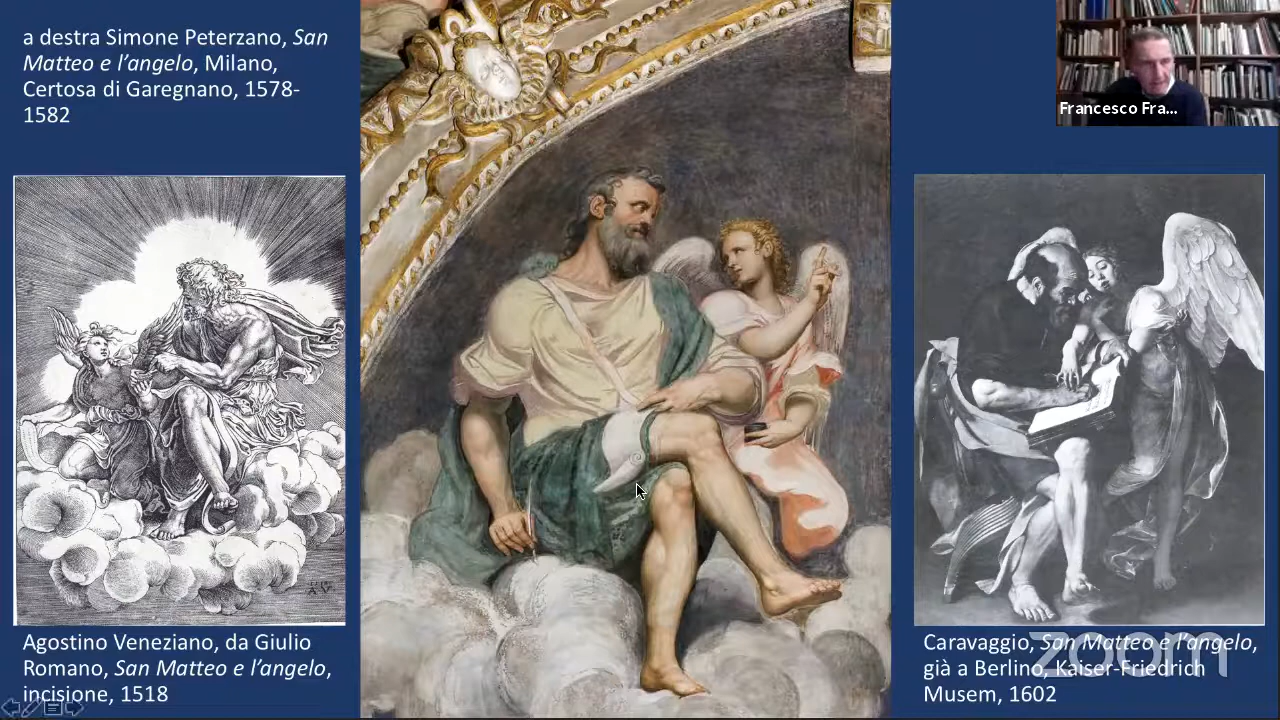 a destra Simone Peterzano, San
Matteo e l’angelo, Milano,
Certosa di Garegnano, 1578-
1582
Francesco Fra...
Agostino Veneziano, da Giulio
Romano, San Matteo e l’angelo,
incisione, 1518
Caravaggio, San Matteo e l’angelo,
già a Berlino, Kaiser-Friedrich
Musem, 1602
zoom